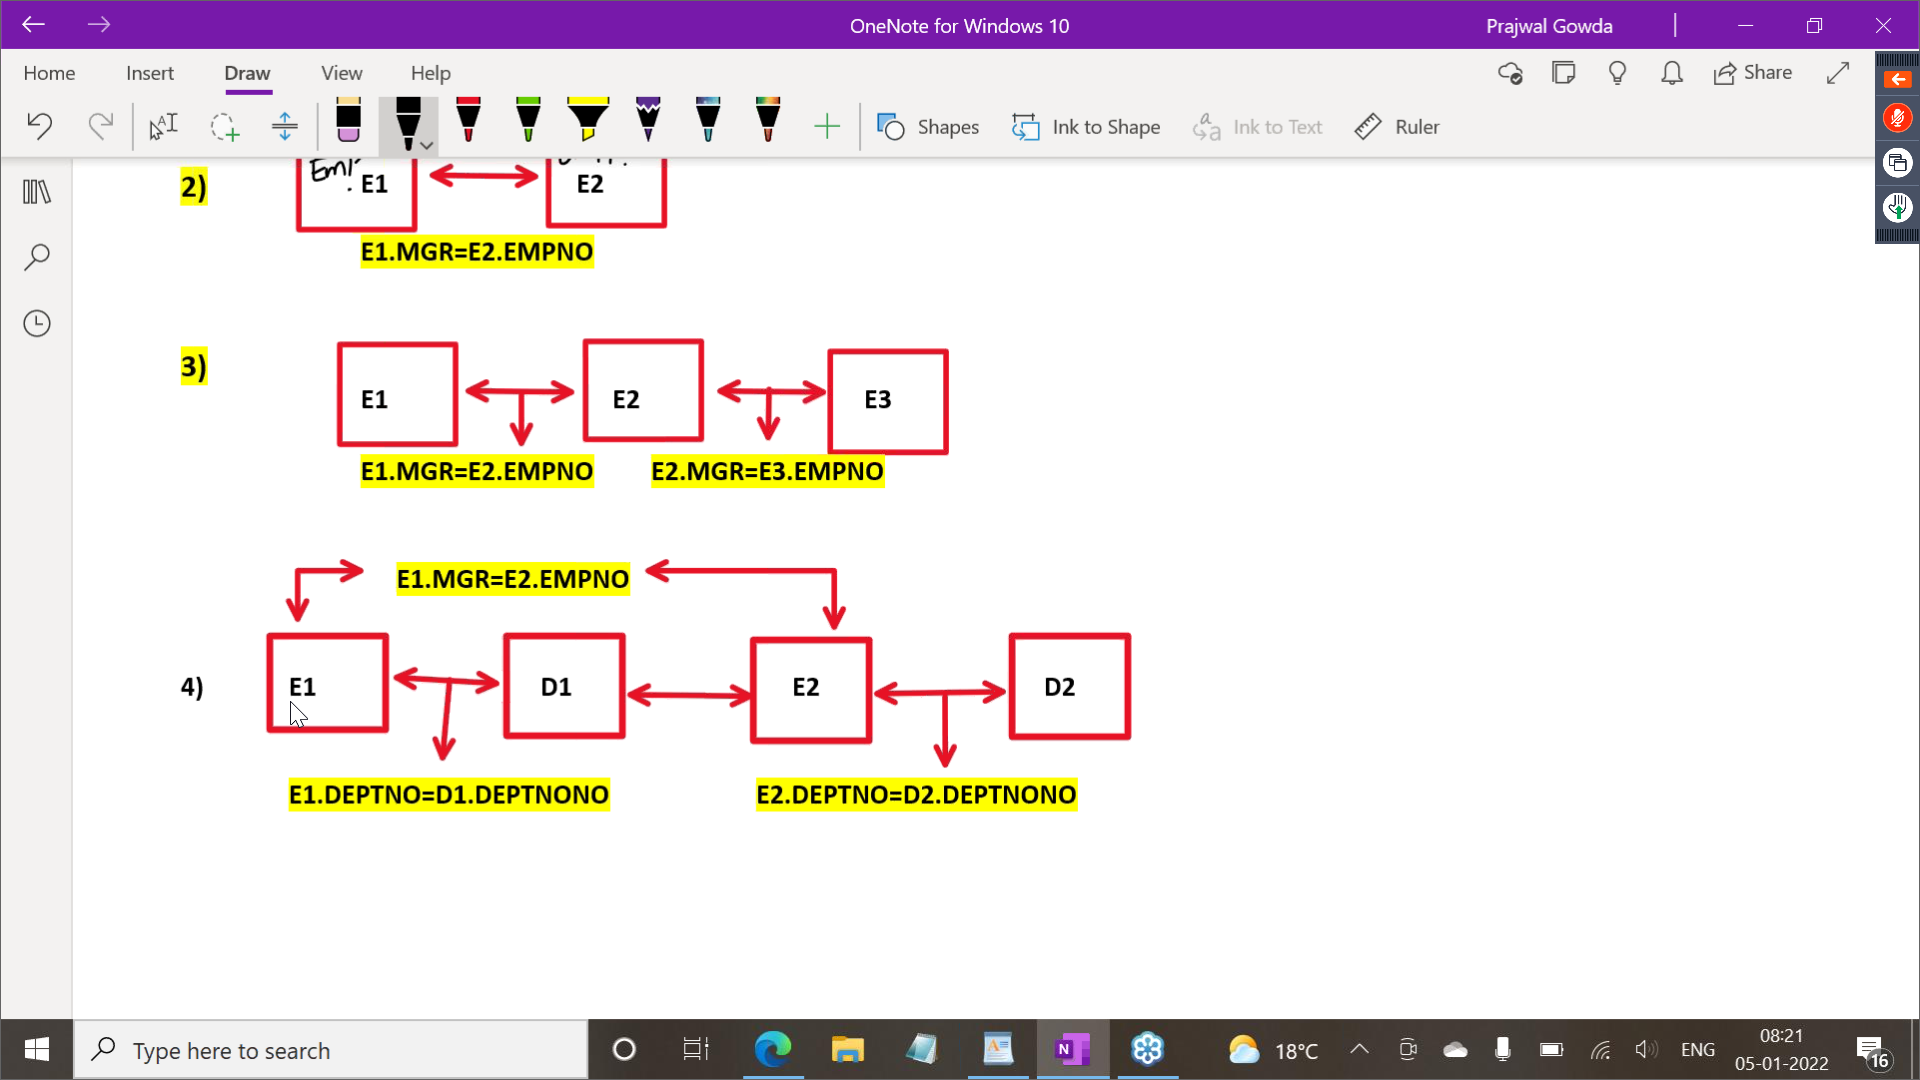 OneNote for Windows 10
Prajwal Gowda
Home Insert Draw View Help
Share
Shapes Ink to Shape Ink to Text Ruler
2)
E1 E2
E1.MGR=E2.EMPNO
3)
E1 E2 E3
E1.MGR=E2.EMPNO E2.MGR=E3.EMPNO
E1.MGR=E2.EMPNO
4) E1 D1 E2 D2
E1.DEPTNO=D1.DEPTNONO E2.DEPTNO=D2.DEPTNONO
Type here to search
18°C
ENG
08:21
05-01-2022
16